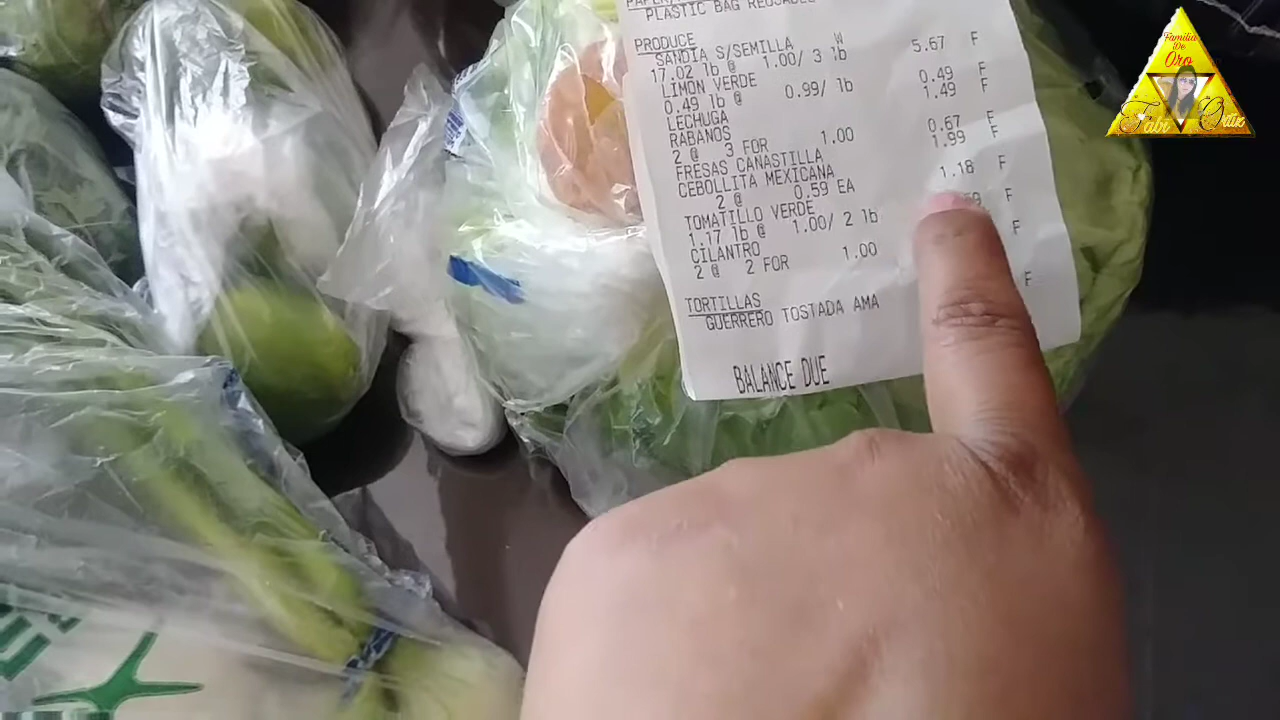 PLASTIC BAG REUSABLE
PRODUCE
SANDIA S/SEMILLA W 5.67 F
17.02 lb @ 1.00/ 3 lb
LIMON VERDE 0.49 F
0.49 lb @ 0.99/ lb
LECHUGA 1.49 F
RABANOS 0.67 F
2 @ 3 FOR 1.00
FRESAS CANASTILLA 1.99 F
CEBOLLITA MEXICANA 1.18 F
2 @ 0.59 EA
TOMATILLO VERDE F
1.17 lb @ 1.00/ 2 lb
CILANTRO F
2 @ 2 FOR 1.00
TORTILLAS
GUERRERO TOSTADA AMA F
BALANCE DUE
Familia
De
Oro
Fabi Ortiz